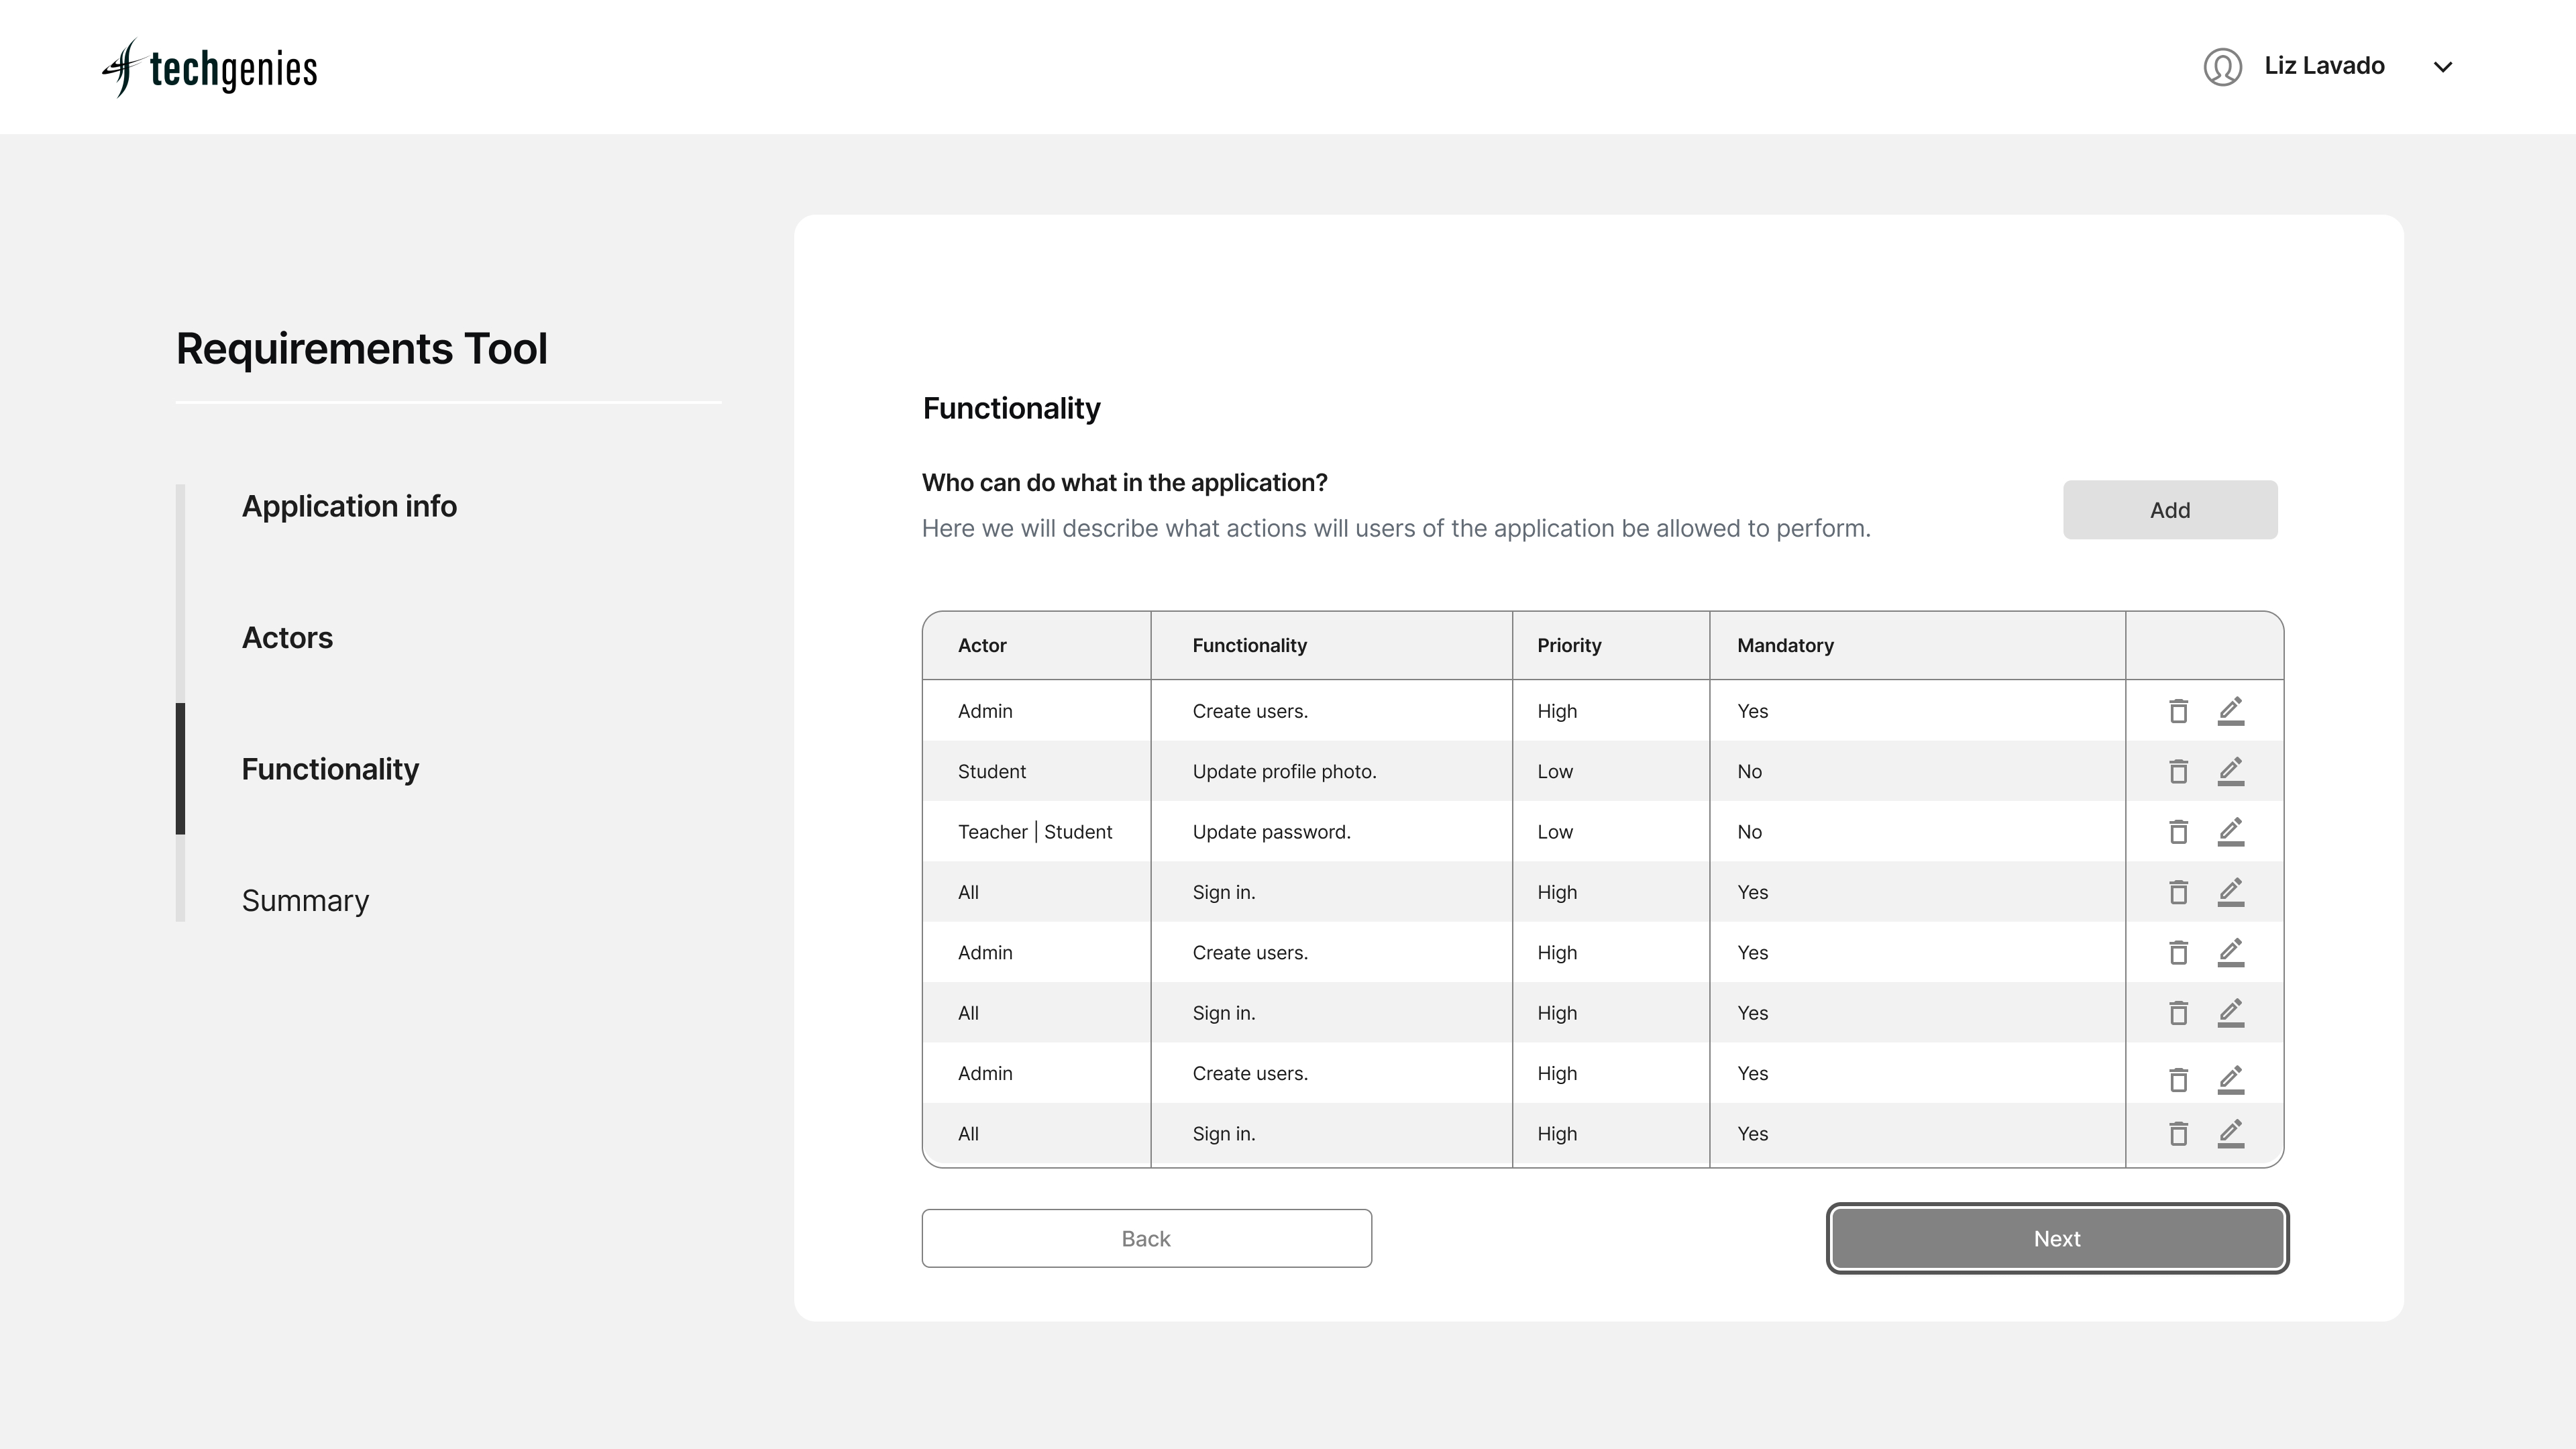 techgenies
Liz Lavado
Requirements Tool
Application info
Actors
Functionality
Summary
Functionality
Who can do what in the application?
Here we will describe what actions will users of the application be allowed to perform.
Add
Actor Functionality Priority Mandatory
Admin Create users. High Yes
Student Update profile photo. Low No
Teacher | Student Update password. Low No
All Sign in. High Yes
Admin Create users. High Yes
All Sign in. High Yes
Admin Create users. High Yes
All Sign in. High Yes
Back
Next